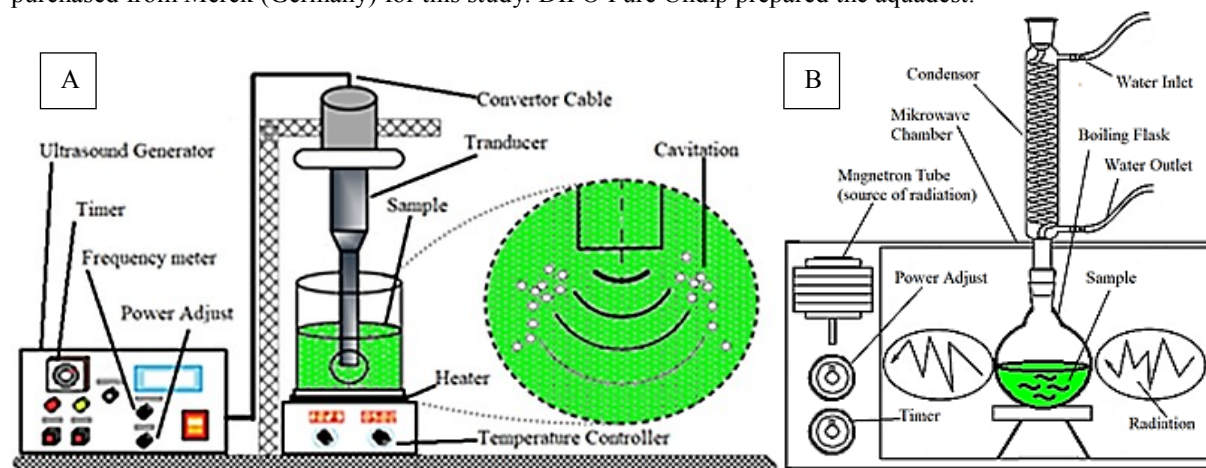 purchased from Merck (Germany) for this study. DIPO Pure Undip prepared the aquadest.
A
Convertor Cable
Tranducer
Ultrasound Generator
Cavitation
Sample
Timer
Frequency meter
Power Adjust
Heater
Temperature Controller
B
Condensor
Water Inlet
Mikrowave
Chamber
Boiling Flask
Magnetron Tube
(source of radiation)
Water Outlet
Power Adjust
Sample
Timer
Radiation